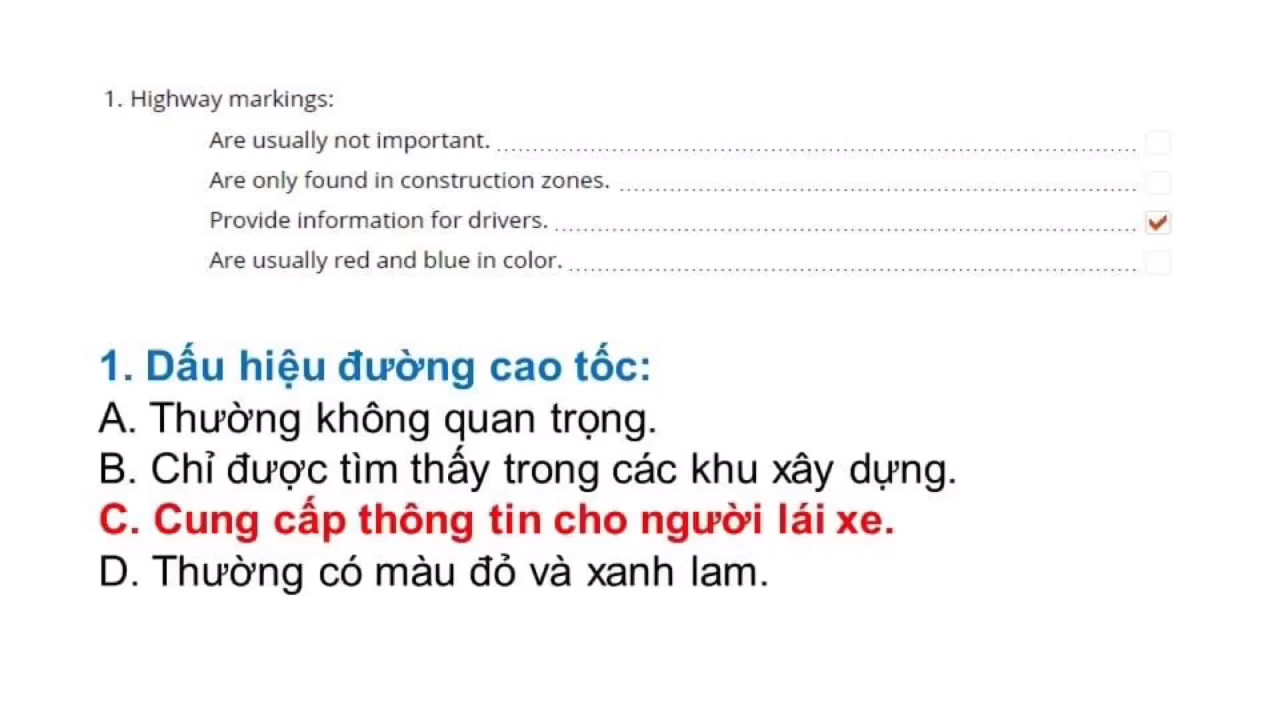 1. Highway markings:
Are usually not important.
Are only found in construction zones.
Provide information for drivers.
Are usually red and blue in color.
1. Dấu hiệu đường cao tốc:
A. Thường không quan trọng.
B. Chỉ được tìm thấy trong các khu xây dựng.
C. Cung cấp thông tin cho người lái xe.
D. Thường có màu đỏ và xanh lam.